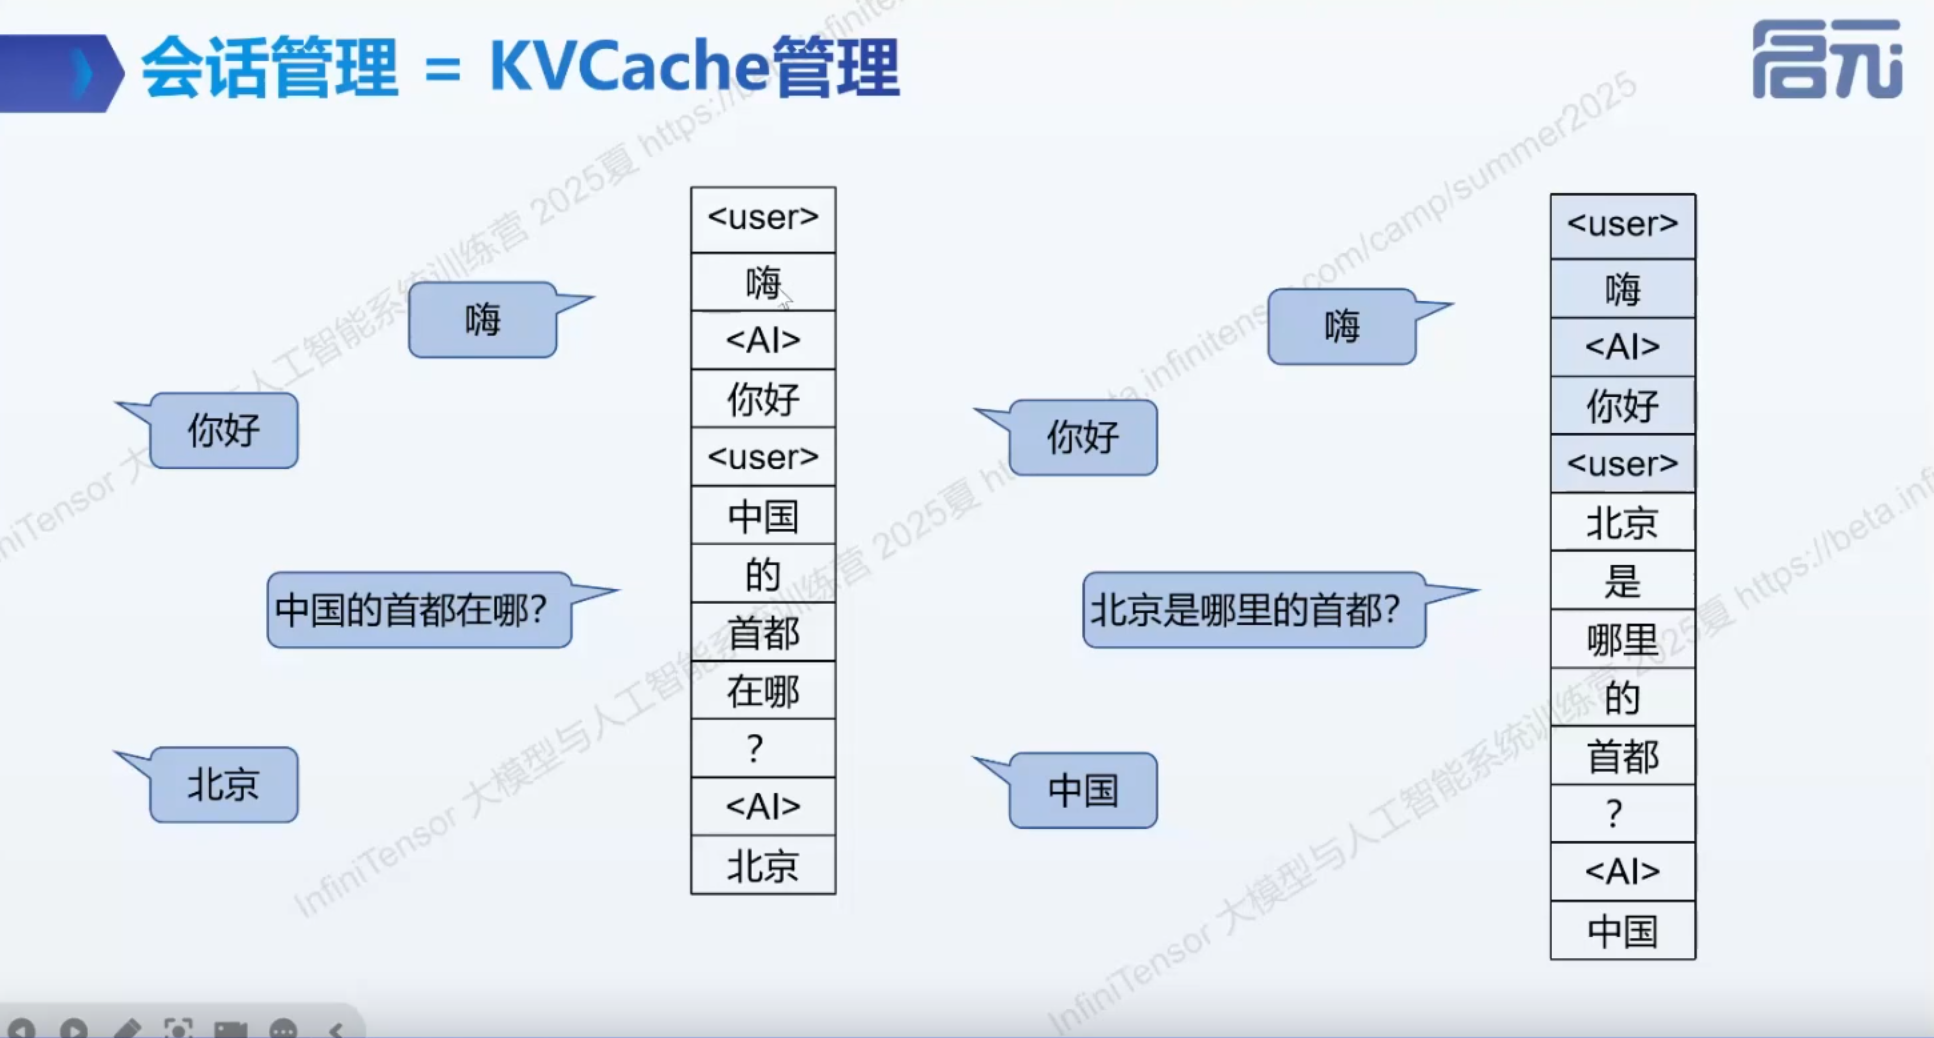 会话管理 = KVCache管理
启元
<user>
嗨
<AI>
你好
<user>
中国
的
首都
在哪
？
<AI>
北京
嗨
你好
中国的首都在哪？
北京
<user>
嗨
<AI>
你好
<user>
北京
是
哪里
的
首都
？
<AI>
中国
嗨
你好
北京是哪里的首都？
中国
InfiniTensor 大模型与人工智能系统训练营 2025夏 https://beta.infinitensor.com/camp/summer2025